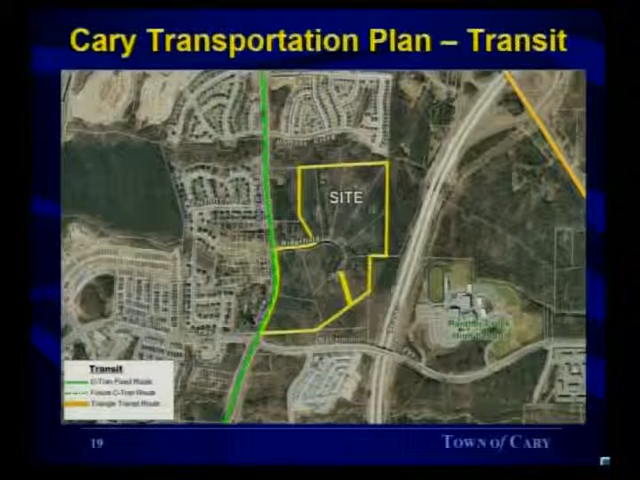 Cary Transportation Plan – Transit
SITE
Transit
C-Tran Fixed Route
Future C-Tran Route
Triangle Transit Route
19
TOWN of CARY